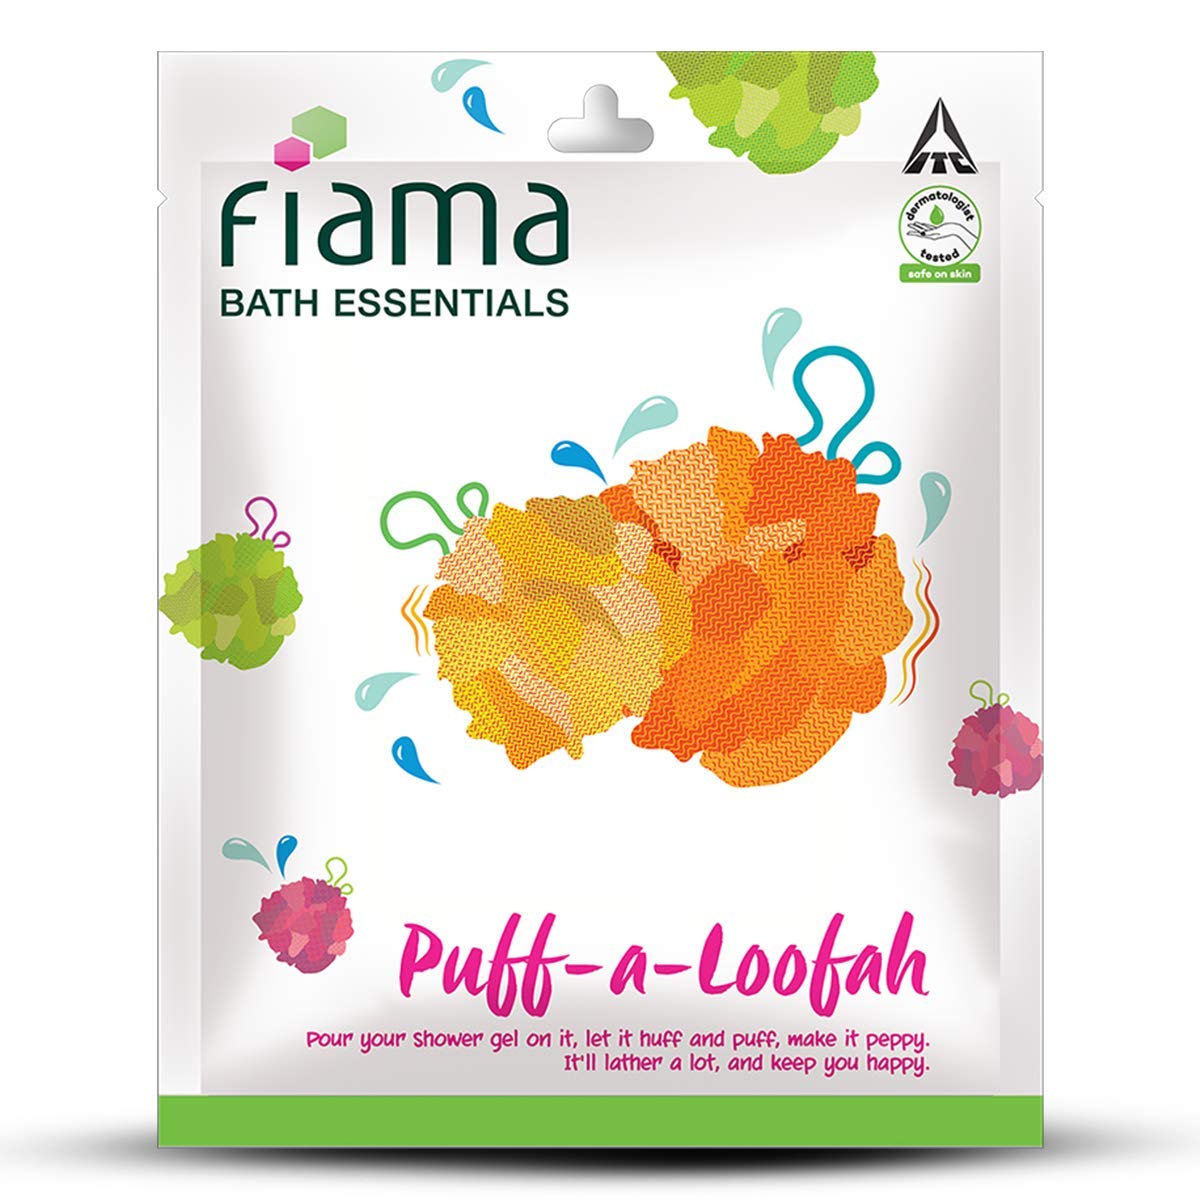 fiama
BATH ESSENTIALS
ITC
dermatologist
tested
safe on skin
Puff-a-Loofah
Pour your shower gel on it, let it huff and puff, make it peppy.
It'll lather a lot, and keep you happy.